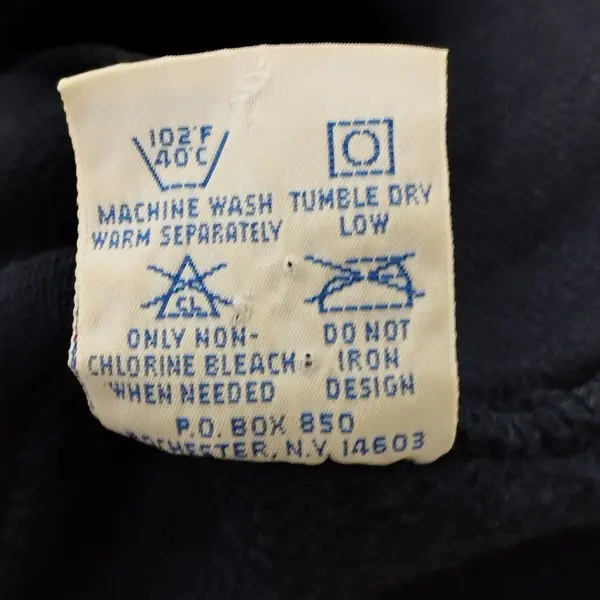 102°F
40°C
MACHINE WASH
WARM SEPARATELY
TUMBLE DRY
LOW
CL
ONLY NON-
CHLORINE BLEACH
WHEN NEEDED
DO NOT
IRON
DESIGN
P.O. BOX 850
ROCHESTER, N.Y 14603